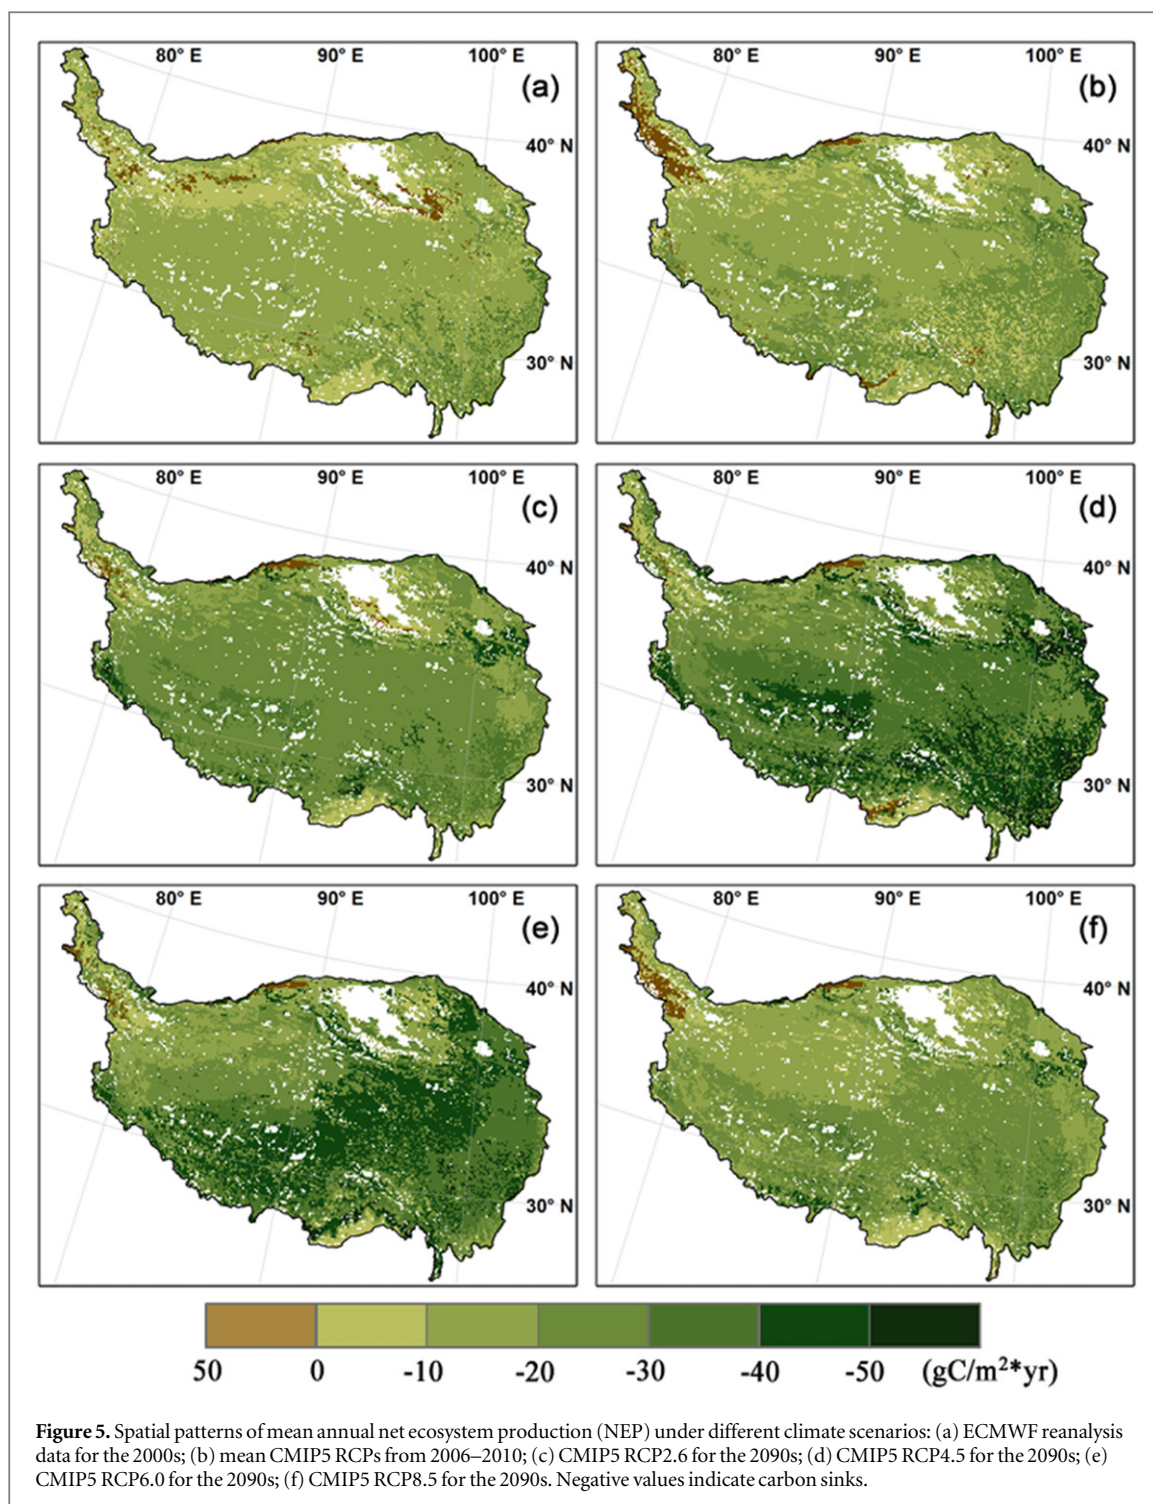 80° E 90° E 100° E
(a)
40° N
30° N
80° E 90° E 100° E
(b)
40° N
30° N
80° E 90° E 100° E
(c)
40° N
30° N
80° E 90° E 100° E
(d)
40° N
30° N
80° E 90° E 100° E
(e)
40° N
30° N
80° E 90° E 100° E
(f)
40° N
30° N
50 0 -10 -20 -30 -40 -50 (gC/m²*yr)
Figure 5. Spatial patterns of mean annual net ecosystem production (NEP) under different climate scenarios: (a) ECMWF reanalysis
data for the 2000s; (b) mean CMIP5 RCPs from 2006–2010; (c) CMIP5 RCP2.6 for the 2090s; (d) CMIP5 RCP4.5 for the 2090s; (e)
CMIP5 RCP6.0 for the 2090s; (f) CMIP5 RCP8.5 for the 2090s. Negative values indicate carbon sinks.